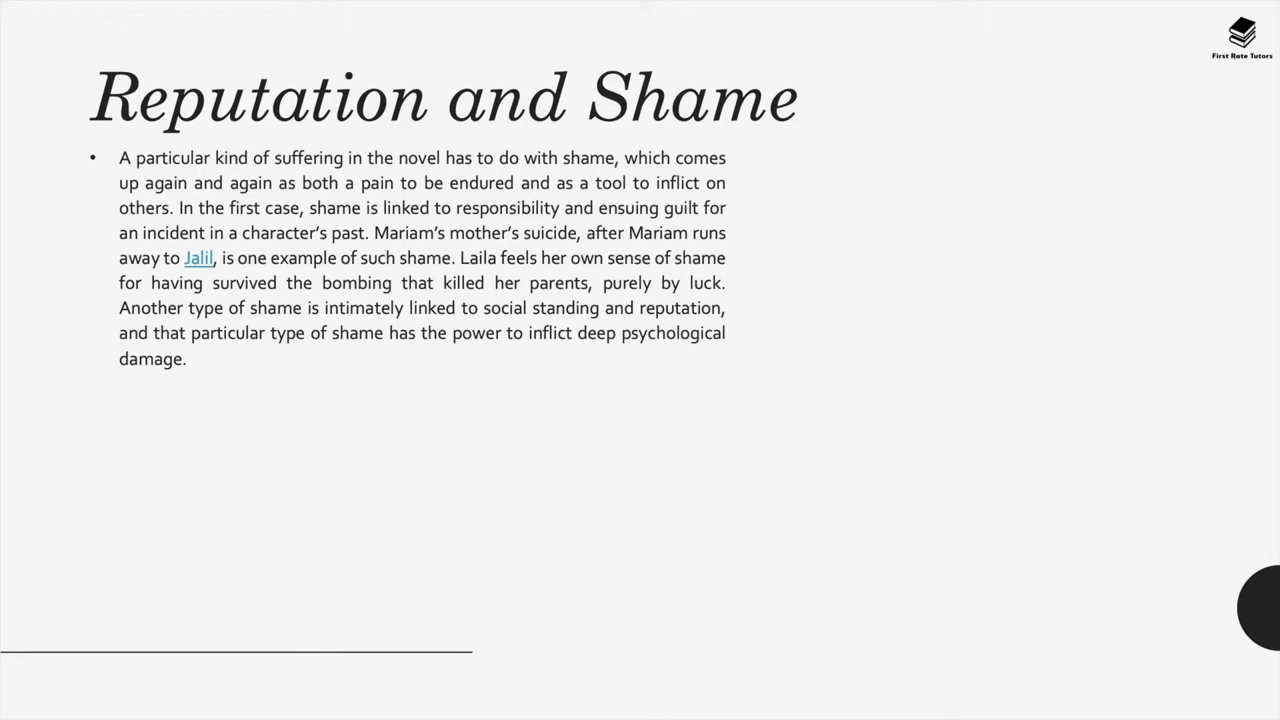 First Rate Tutors
Reputation and Shame
• A particular kind of suffering in the novel has to do with shame, which comes
up again and again as both a pain to be endured and as a tool to inflict on
others. In the first case, shame is linked to responsibility and ensuing guilt for
an incident in a character’s past. Mariam’s mother’s suicide, after Mariam runs
away to Jalil, is one example of such shame. Laila feels her own sense of shame
for having survived the bombing that killed her parents, purely by luck.
Another type of shame is intimately linked to social standing and reputation,
and that particular type of shame has the power to inflict deep psychological
damage.